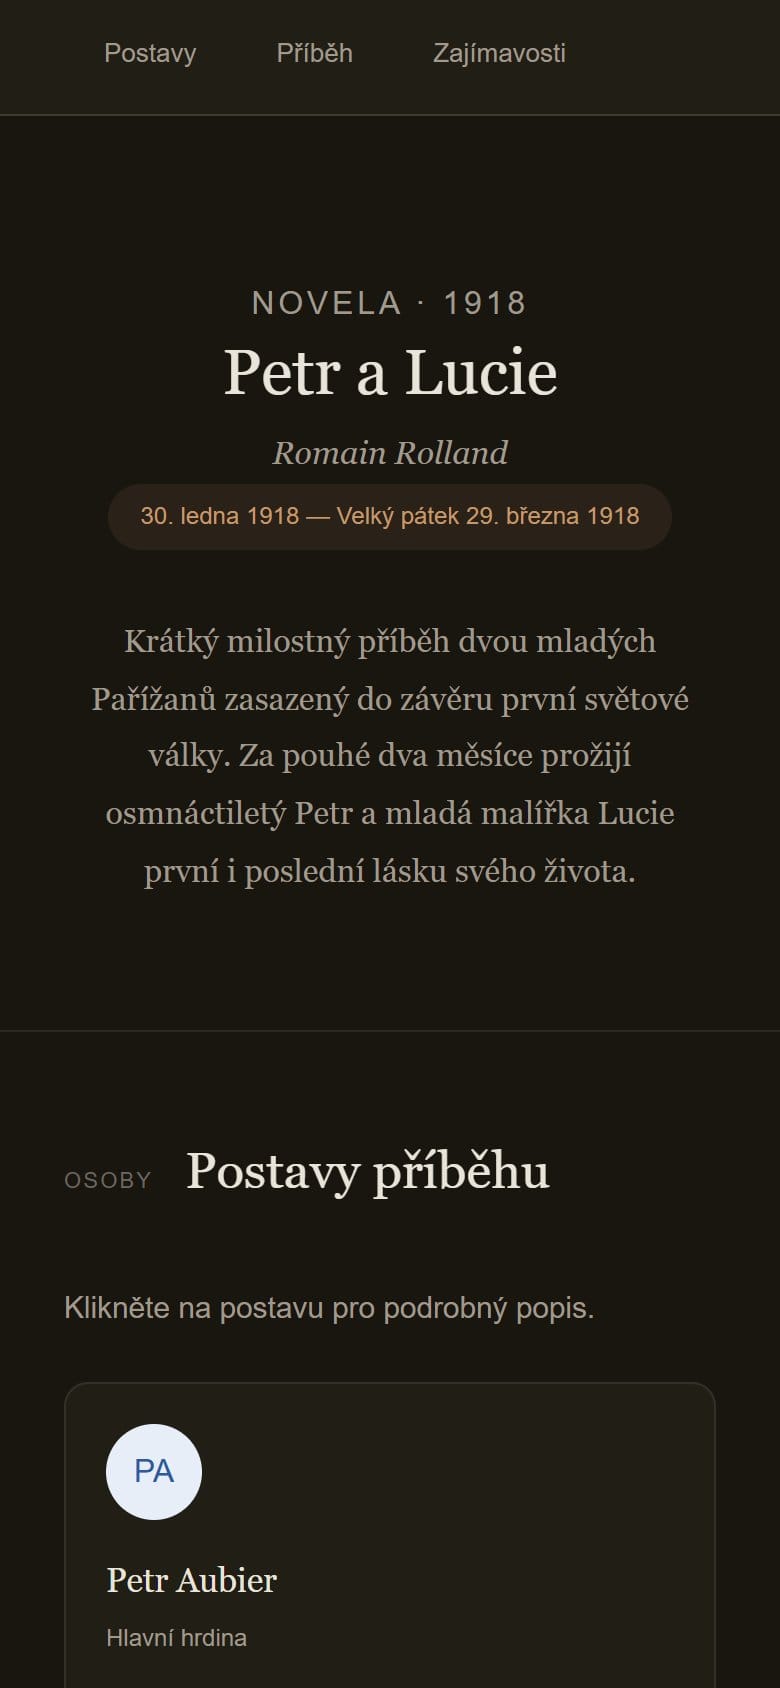 Postavy Příběh Zajímavosti
NOVELA · 1918
Petr a Lucie
Romain Rolland
30. ledna 1918 — Velký pátek 29. března 1918
Krátký milostný příběh dvou mladých
Pařížanů zasazený do závěru první světové
války. Za pouhé dva měsíce prožijí
osmnáctiletý Petr a mladá malířka Lucie
první i poslední lásku svého života.
OSOBY Postavy příběhu
Klikněte na postavu pro podrobný popis.
PA
Petr Aubier
Hlavní hrdina